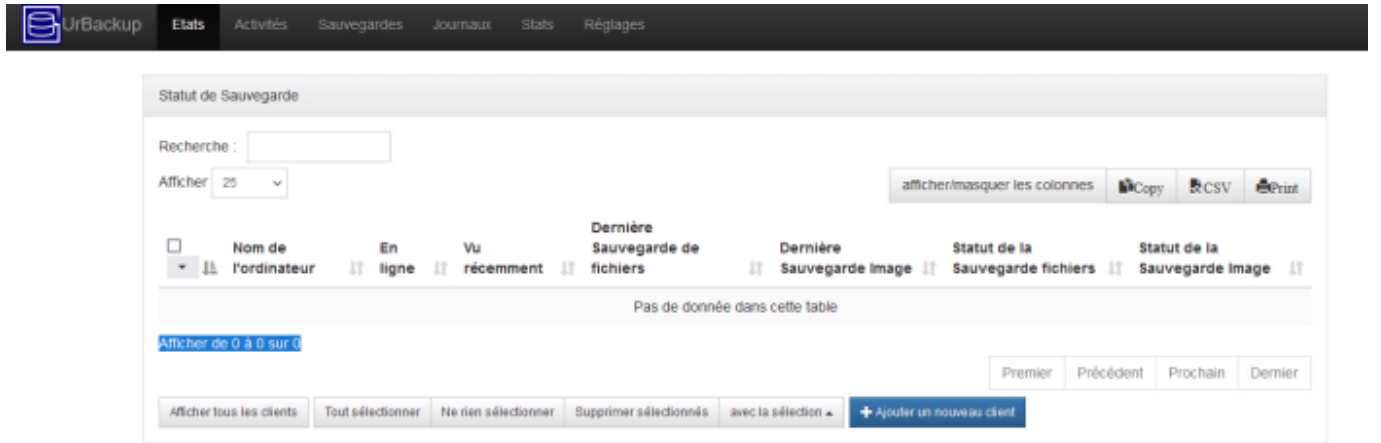 UrBackup Etats Activités Sauvegardes Journaux Stats Réglages
Statut de Sauvegarde
Recherche :
Afficher 25
afficher/masquer les colonnes Copy CSV Print
Dernière
Nom de En Vu Sauvegarde de Dernière Statut de la Statut de la
l'ordinateur ligne récemment fichiers Sauvegarde Image Sauvegarde fichiers Sauvegarde Image
Pas de donnée dans cette table
Afficher de 0 à 0 sur 0
Premier Précédent Prochain Dernier
Afficher tous les clients Tout sélectionner Ne rien sélectionner Supprimer sélectionnés avec la sélection Ajouter un nouveau client